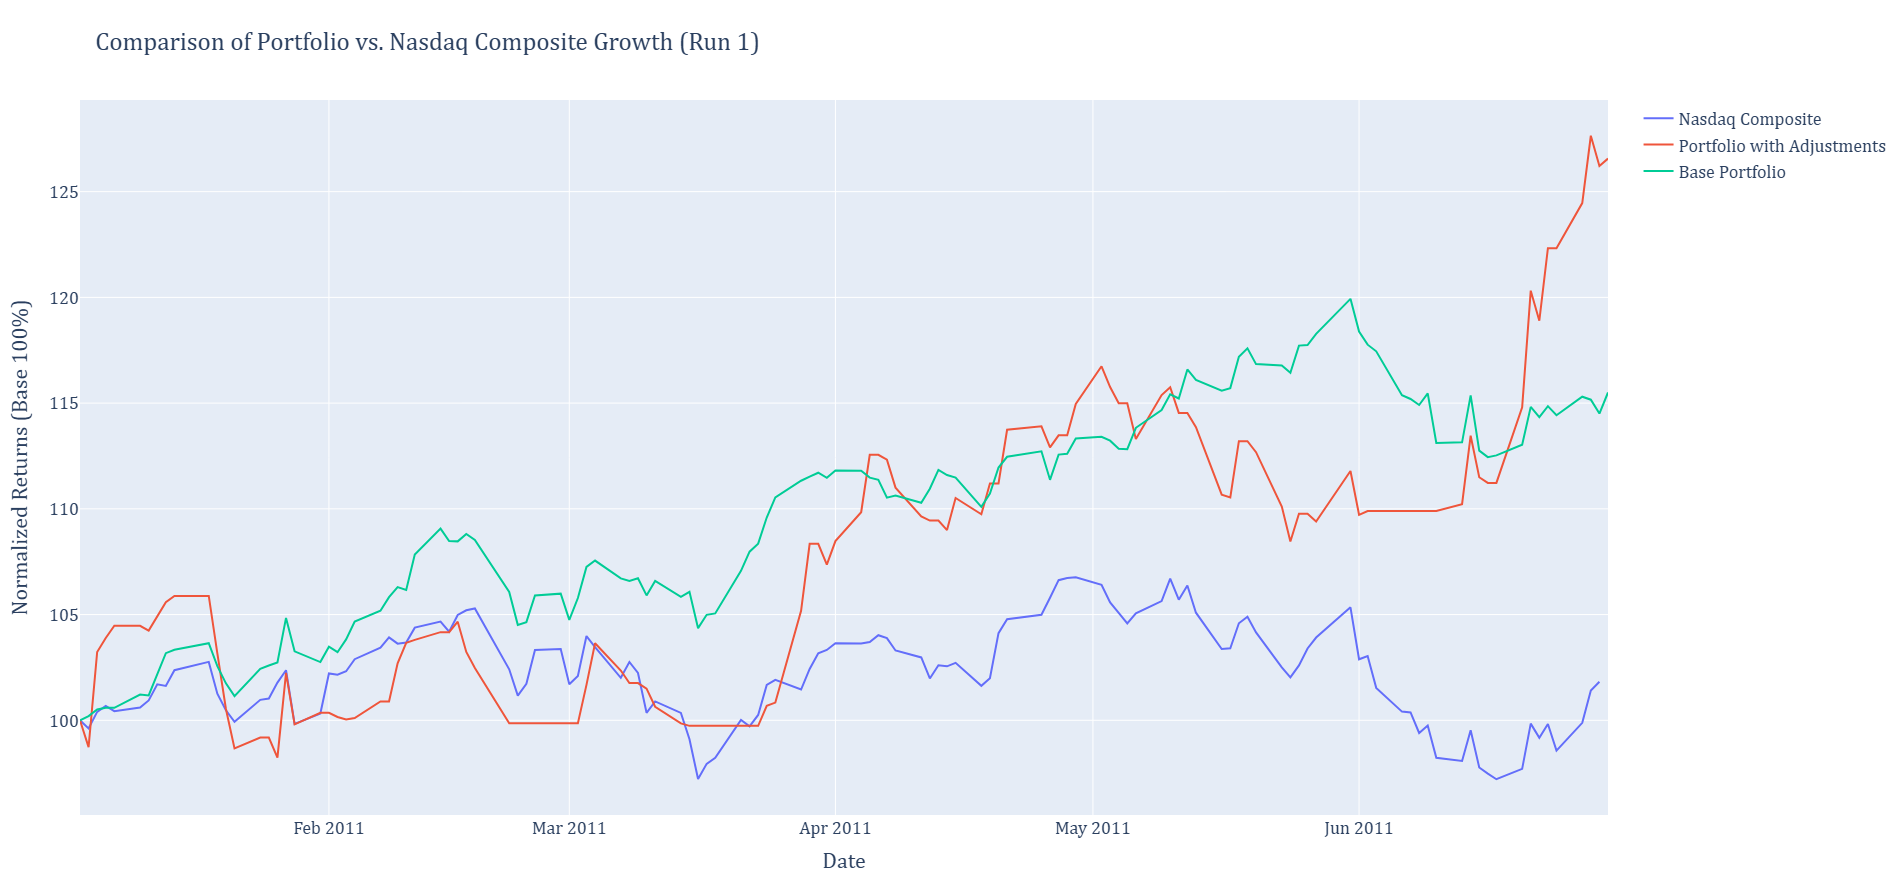 Comparison of Portfolio vs. Nasdaq Composite Growth (Run 1)
Nasdaq Composite
Portfolio with Adjustments
Base Portfolio
Normalized Returns (Base 100%)
125
120
115
110
105
100
Feb 2011
Mar 2011
Apr 2011
May 2011
Jun 2011
Date